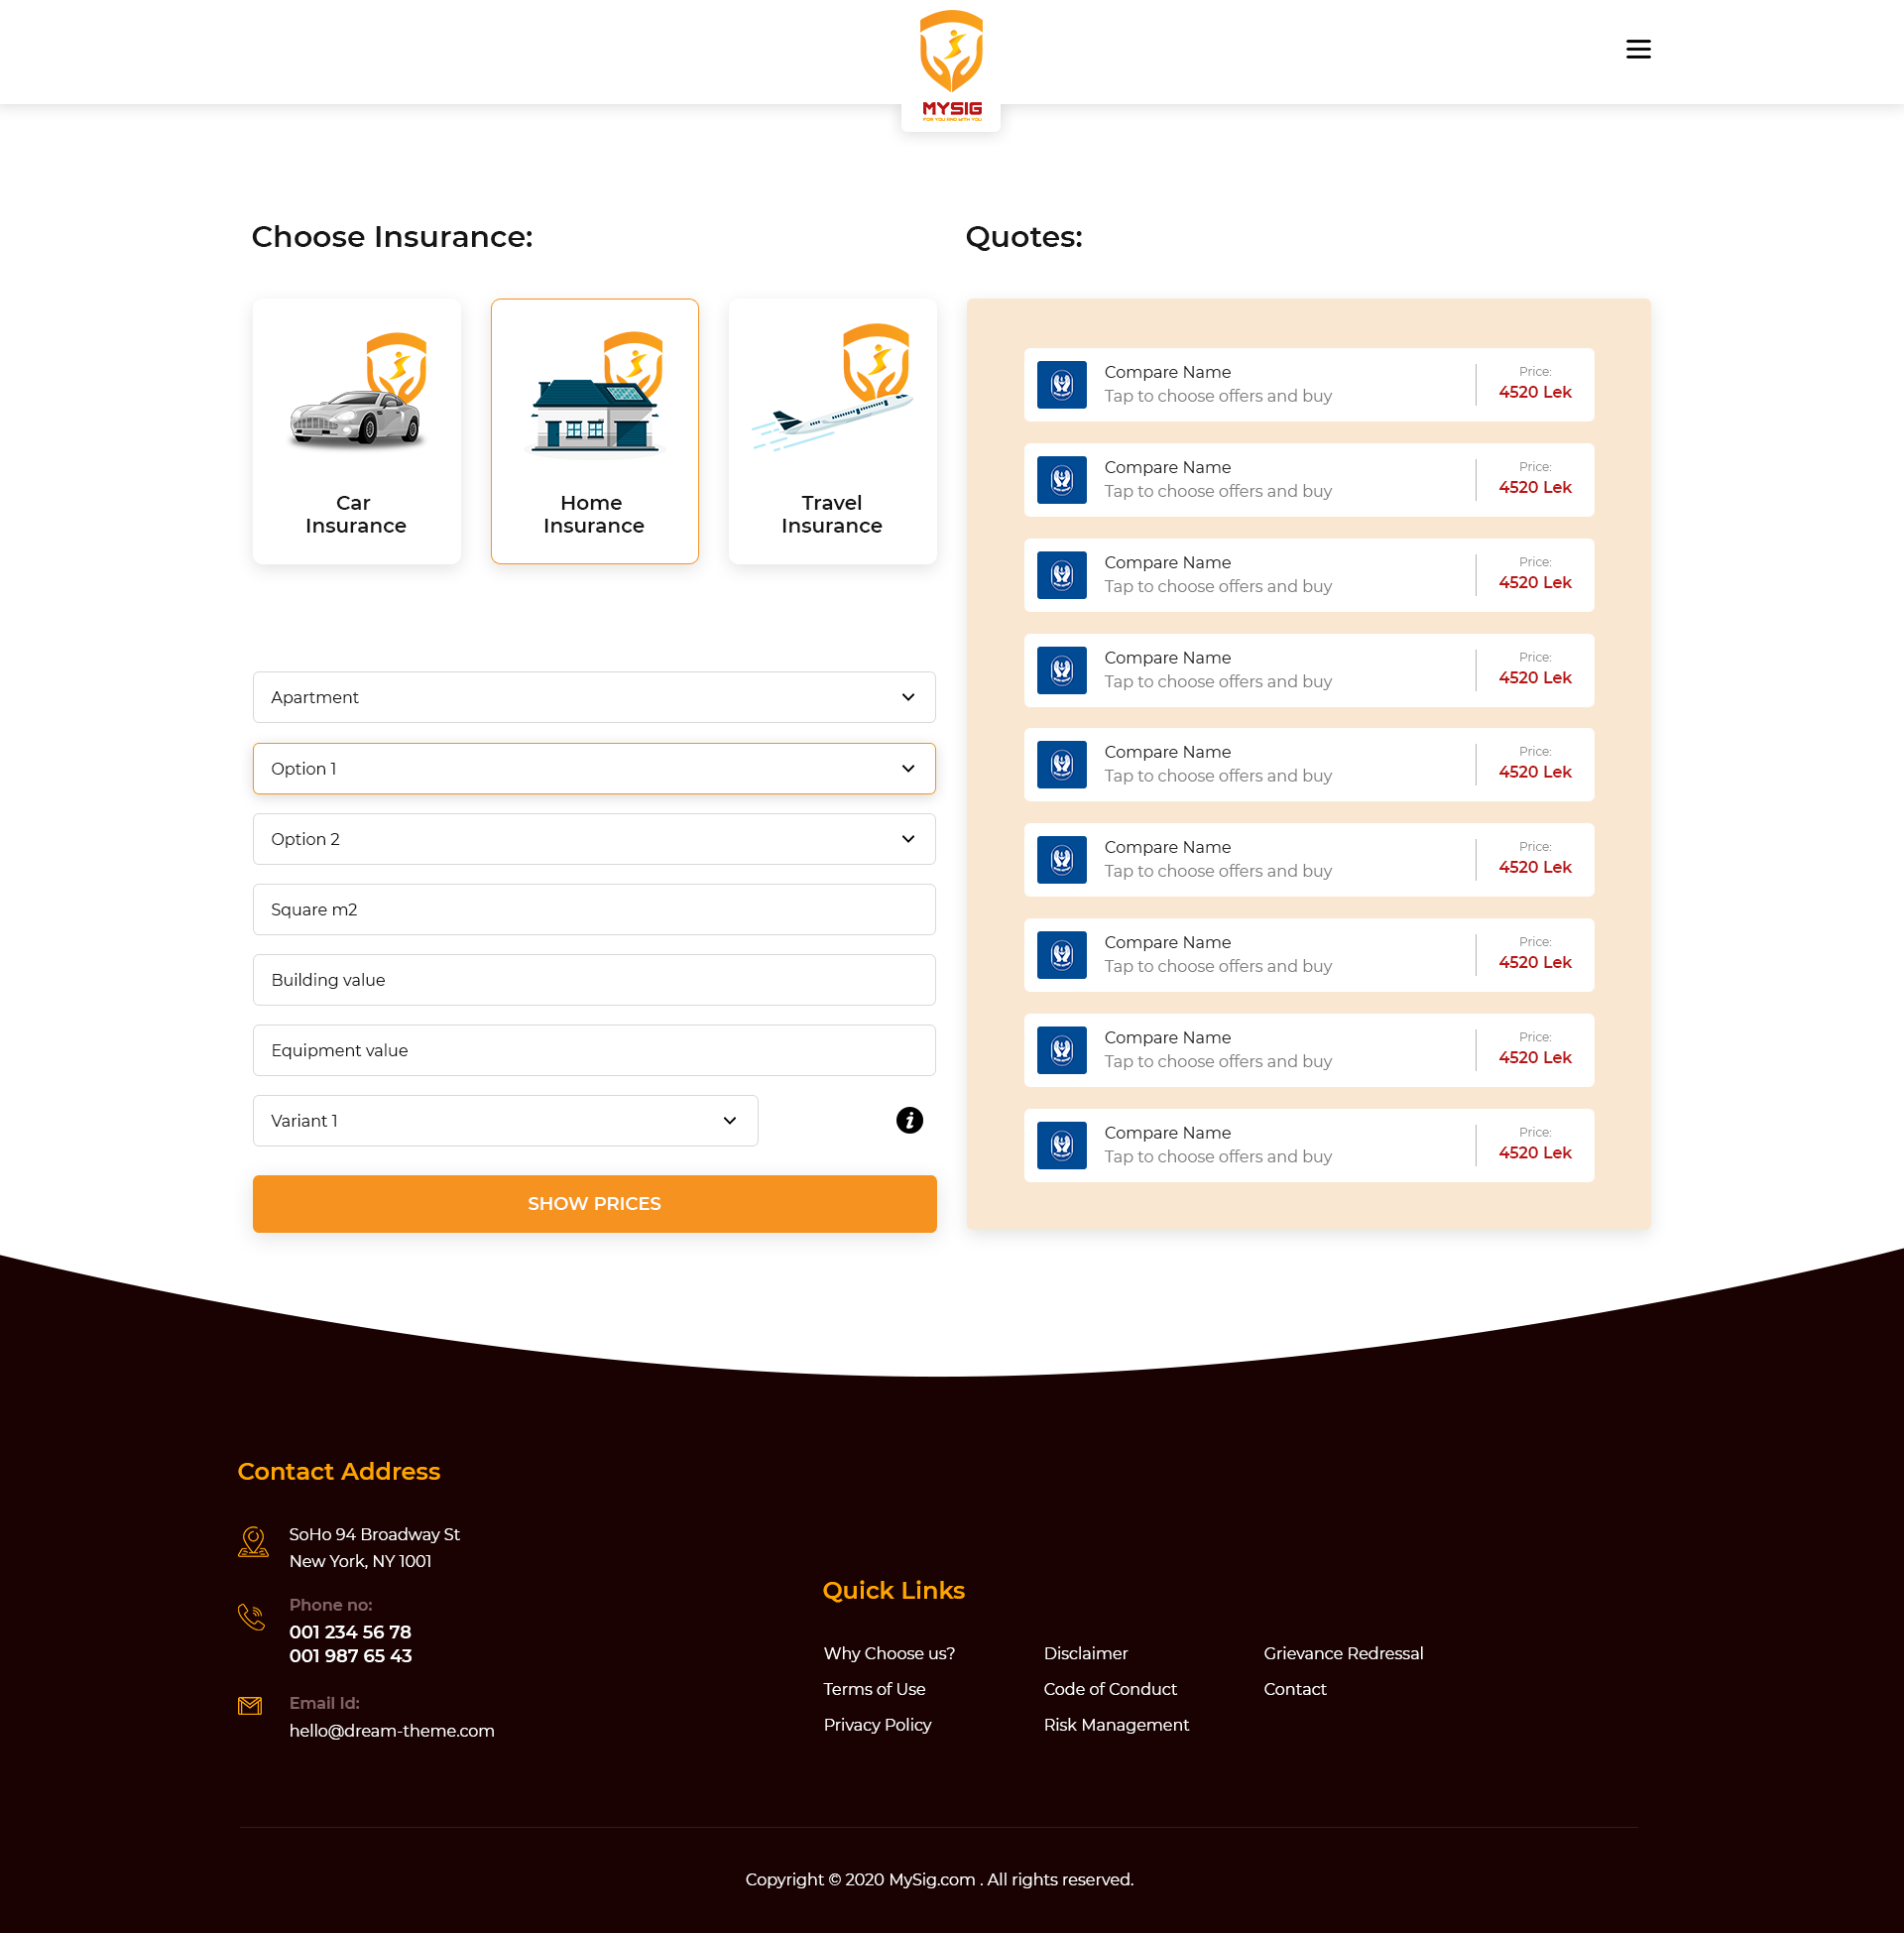 MYSIG
FOR YOU AND WITH YOU
Choose Insurance:
Car
Insurance
Home
Insurance
Travel
Insurance
Apartment
Option 1
Option 2
Square m2
Building value
Equipment value
Variant 1
i
SHOW PRICES
Quotes:
Compare Name
Tap to choose offers and buy
Price:
4520 Lek
Compare Name
Tap to choose offers and buy
Price:
4520 Lek
Compare Name
Tap to choose offers and buy
Price:
4520 Lek
Compare Name
Tap to choose offers and buy
Price:
4520 Lek
Compare Name
Tap to choose offers and buy
Price:
4520 Lek
Compare Name
Tap to choose offers and buy
Price:
4520 Lek
Compare Name
Tap to choose offers and buy
Price:
4520 Lek
Compare Name
Tap to choose offers and buy
Price:
4520 Lek
Compare Name
Tap to choose offers and buy
Price:
4520 Lek
Contact Address
SoHo 94 Broadway St
New York, NY 1001
Phone no:
001 234 56 78
001 987 65 43
Email Id:
hello@dream-theme.com
Quick Links
Why Choose us?
Terms of Use
Privacy Policy
Disclaimer
Code of Conduct
Risk Management
Grievance Redressal
Contact
Copyright © 2020 MySig.com . All rights reserved.